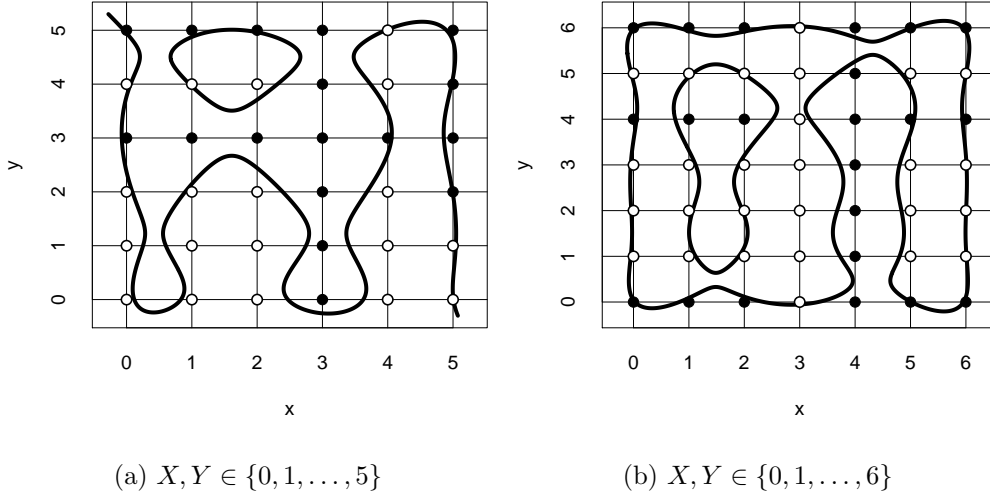 0 1 2 3 4 5
0 1 2 3 4 5
x
y
0 1 2 3 4 5 6
0 1 2 3 4 5 6
x
y
(a) X, Y ∈ {0, 1, . . . , 5}
(b) X, Y ∈ {0, 1, . . . , 6}